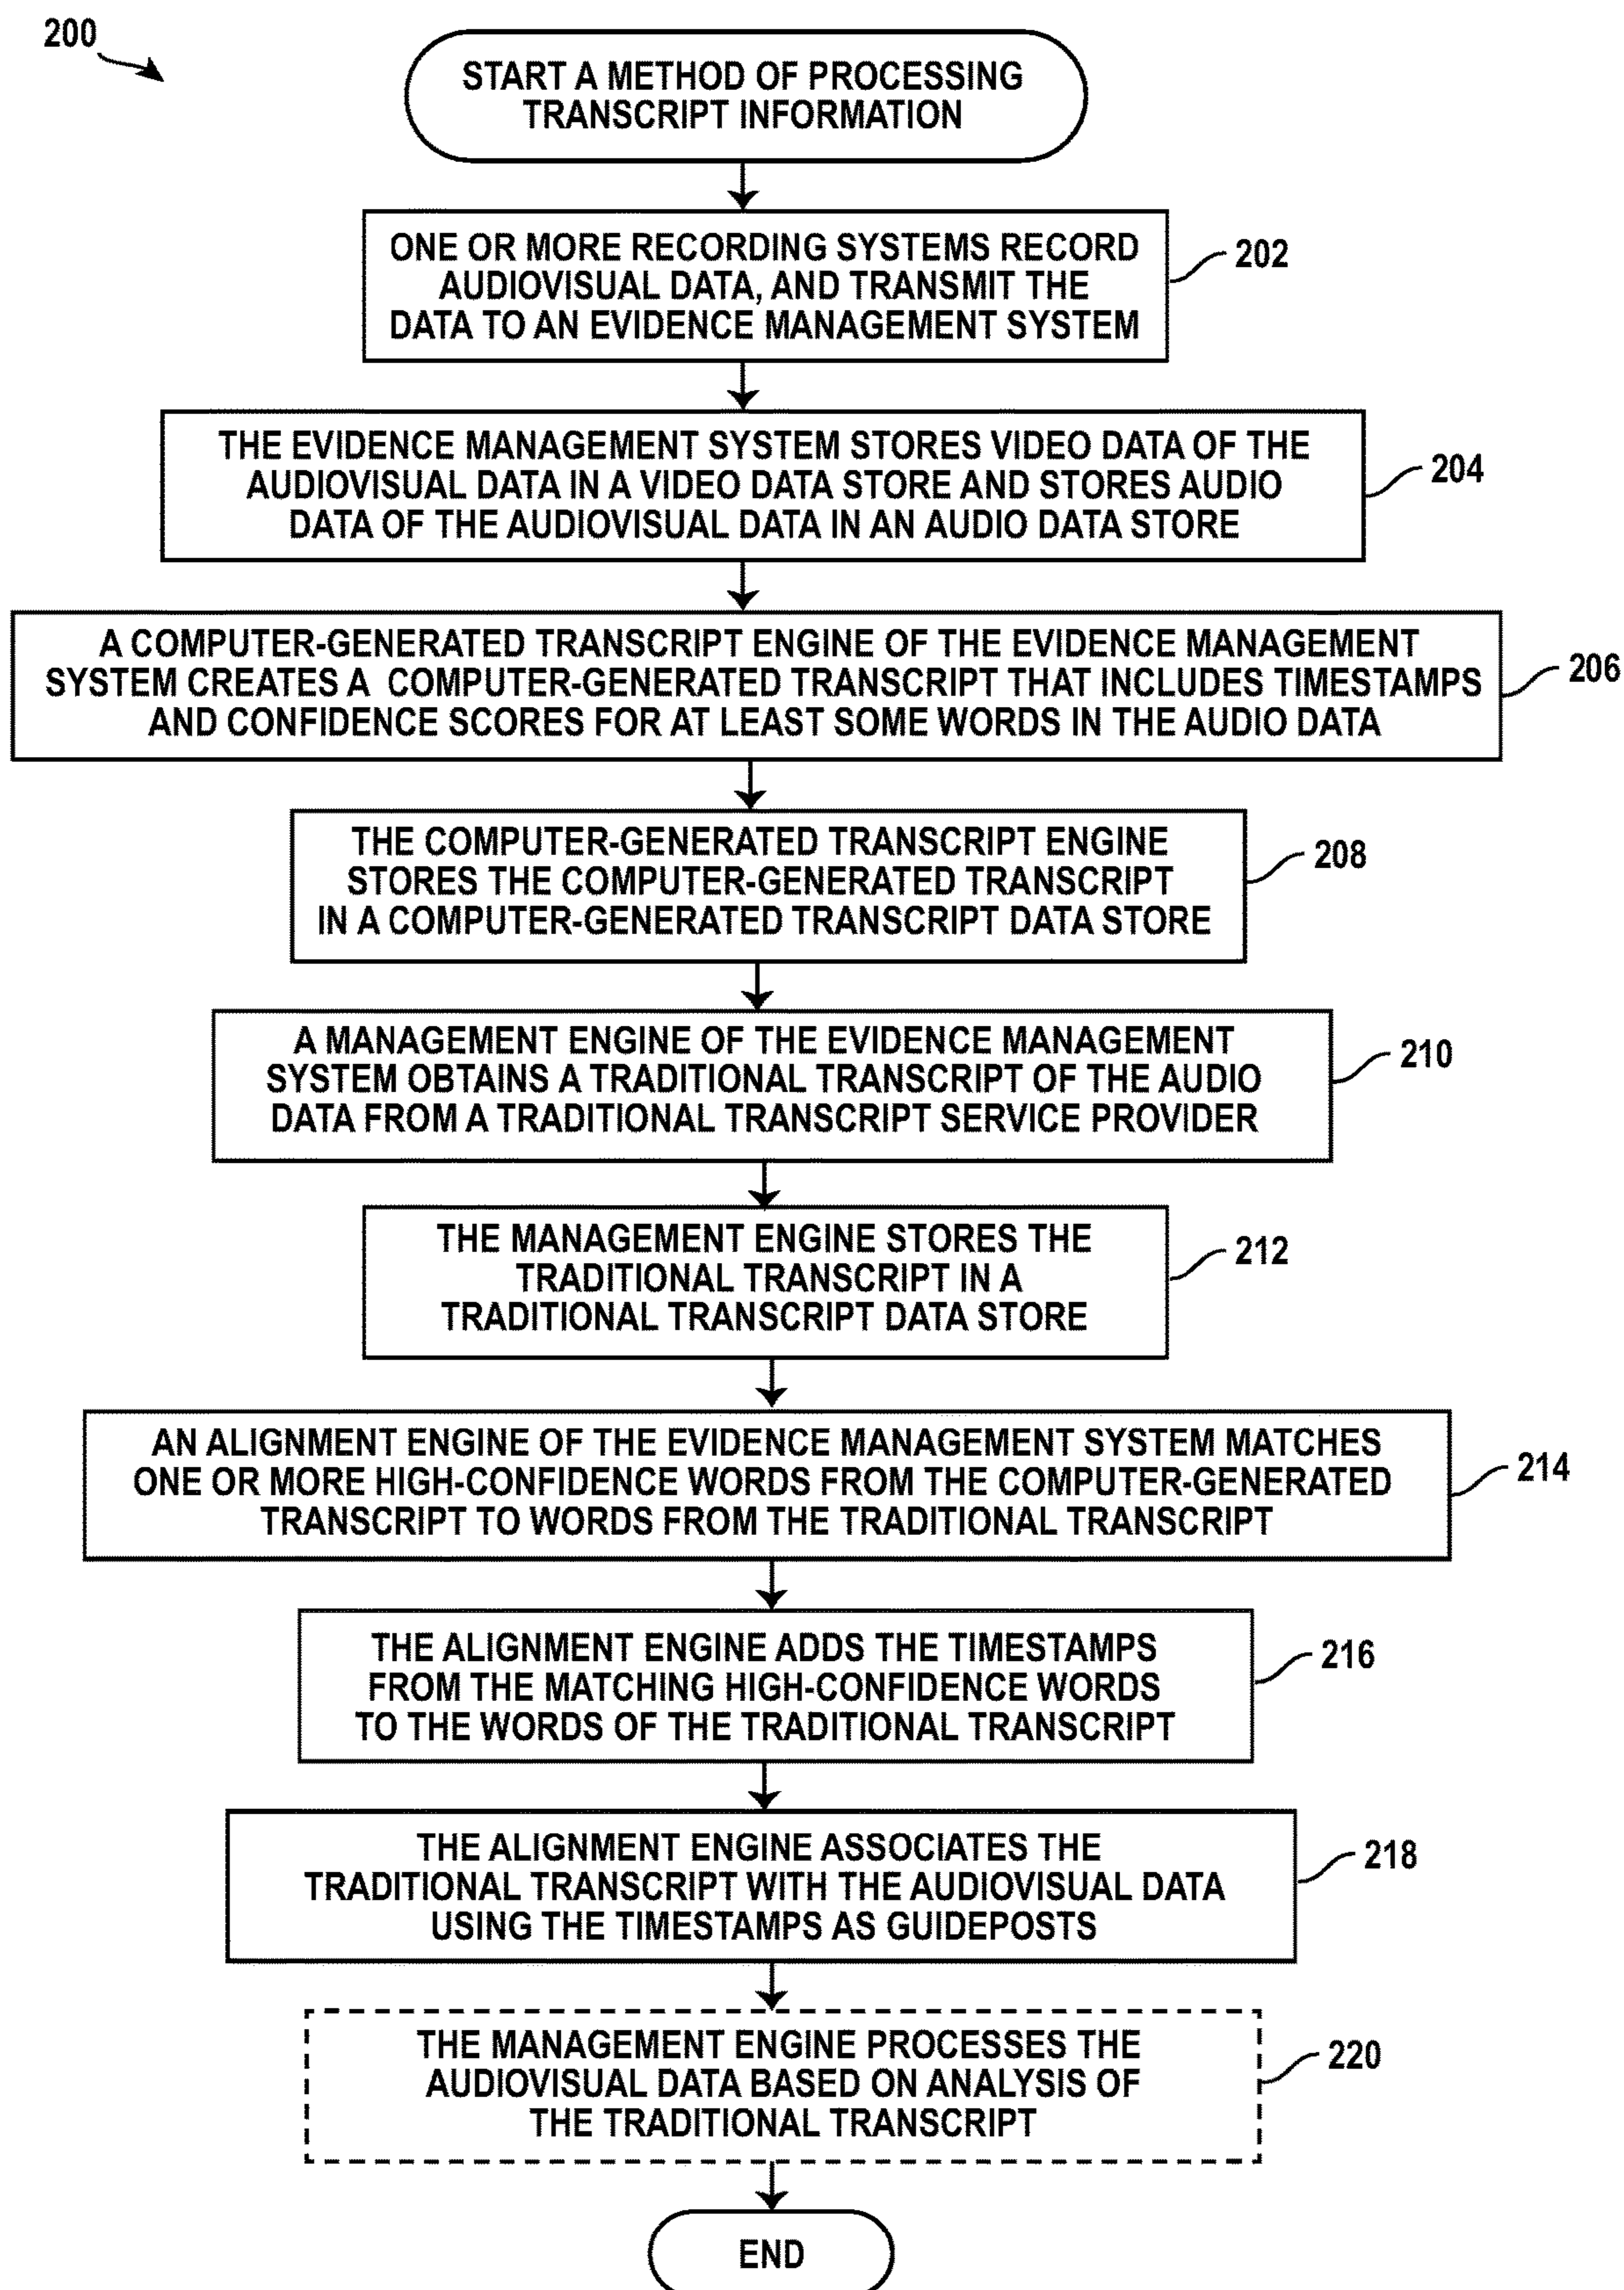 200
START A METHOD OF PROCESSING
TRANSCRIPT INFORMATION
ONE OR MORE RECORDING SYSTEMS RECORD
AUDIOVISUAL DATA, AND TRANSMIT THE
DATA TO AN EVIDENCE MANAGEMENT SYSTEM
202
THE EVIDENCE MANAGEMENT SYSTEM STORES VIDEO DATA OF THE
AUDIOVISUAL DATA IN A VIDEO DATA STORE AND STORES AUDIO
DATA OF THE AUDIOVISUAL DATA IN AN AUDIO DATA STORE
204
A COMPUTER-GENERATED TRANSCRIPT ENGINE OF THE EVIDENCE MANAGEMENT
SYSTEM CREATES A COMPUTER-GENERATED TRANSCRIPT THAT INCLUDES TIMESTAMPS
AND CONFIDENCE SCORES FOR AT LEAST SOME WORDS IN THE AUDIO DATA
206
THE COMPUTER-GENERATED TRANSCRIPT ENGINE
STORES THE COMPUTER-GENERATED TRANSCRIPT
IN A COMPUTER-GENERATED TRANSCRIPT DATA STORE
208
A MANAGEMENT ENGINE OF THE EVIDENCE MANAGEMENT
SYSTEM OBTAINS A TRADITIONAL TRANSCRIPT OF THE AUDIO
DATA FROM A TRADITIONAL TRANSCRIPT SERVICE PROVIDER
210
THE MANAGEMENT ENGINE STORES THE
TRADITIONAL TRANSCRIPT IN A
TRADITIONAL TRANSCRIPT DATA STORE
212
AN ALIGNMENT ENGINE OF THE EVIDENCE MANAGEMENT SYSTEM MATCHES
ONE OR MORE HIGH-CONFIDENCE WORDS FROM THE COMPUTER-GENERATED
TRANSCRIPT TO WORDS FROM THE TRADITIONAL TRANSCRIPT
214
THE ALIGNMENT ENGINE ADDS THE TIMESTAMPS
FROM THE MATCHING HIGH-CONFIDENCE WORDS
TO THE WORDS OF THE TRADITIONAL TRANSCRIPT
216
THE ALIGNMENT ENGINE ASSOCIATES THE
TRADITIONAL TRANSCRIPT WITH THE AUDIOVISUAL DATA
USING THE TIMESTAMPS AS GUIDEPOSTS
218
THE MANAGEMENT ENGINE PROCESSES THE
AUDIOVISUAL DATA BASED ON ANALYSIS OF
THE TRADITIONAL TRANSCRIPT
220
END